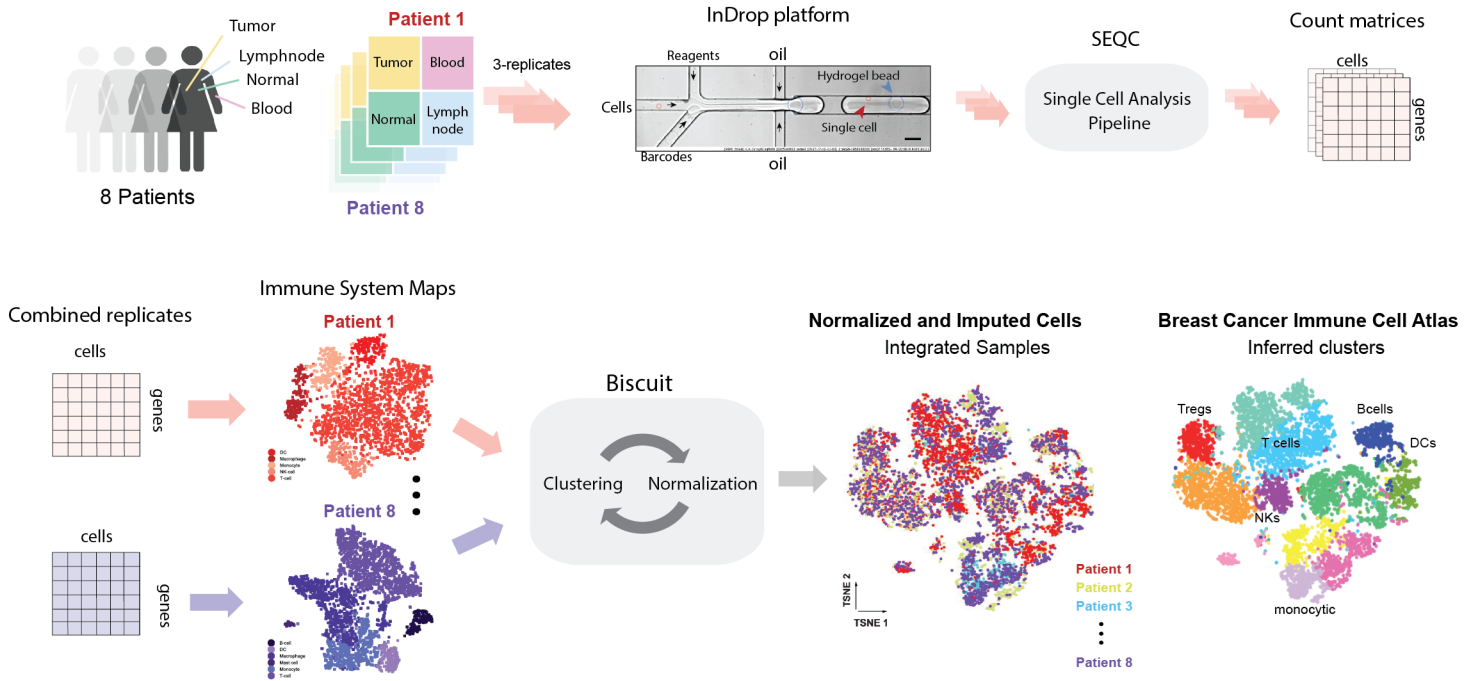 Tumor
Lymphnode
Normal
Blood
8 Patients
Patient 1
Tumor
Blood
Normal
Lymph
node
Patient 8
3-replicates
InDrop platform
Reagents
oil
Hydrogel bead
Cells
Single cell
Barcodes
oil
SEQC
Single Cell Analysis
Pipeline
Count matrices
cells
genes
Combined replicates
cells
genes
cells
genes
Immune System Maps
Patient 1
DC
Macrophage
Monocyte
NK-cell
T-cell
Patient 8
B-cell
DC
Macrophage
Mast cell
Monocyte
T-cell
Biscuit
Clustering
Normalization
Normalized and Imputed Cells
Integrated Samples
TSNE 2
TSNE 1
Patient 1
Patient 2
Patient 3
Patient 8
Breast Cancer Immune Cell Atlas
Inferred clusters
Tregs
T cells
Bcells
DCs
NKs
monocytic